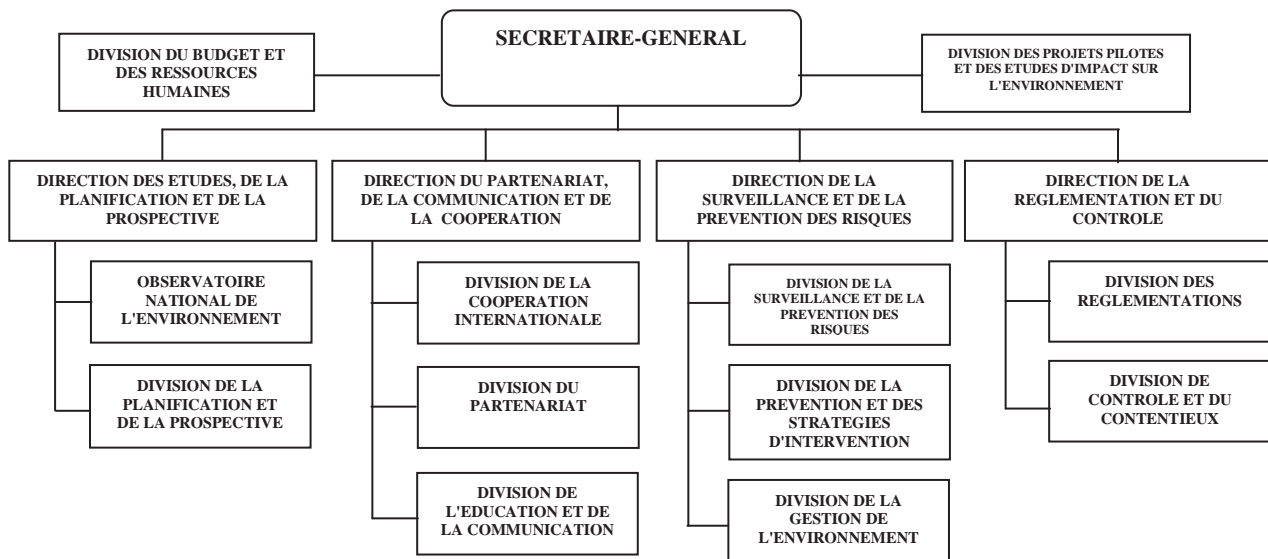 SECRETAIRE-GENERAL
DIVISION DU BUDGET ET
DES RESSOURCES
HUMAINES
DIVISION DES PROJETS PILOTES
ET DES ETUDES D'IMPACT SUR
L'ENVIRONNEMENT
DIRECTION DES ETUDES, DE LA
PLANIFICATION ET DE LA
PROSPECTIVE
OBSERVATOIRE
NATIONAL DE
L'ENVIRONNEMENT
DIVISION DE LA
PLANIFICATION ET
DE LA PROSPECTIVE
DIRECTION DU PARTENARIAT,
DE LA COMMUNICATION ET DE
LA COOPERATION
DIVISION DE LA
COOPERATION
INTERNATIONALE
DIVISION DU
PARTENARIAT
DIVISION DE
L'EDUCATION ET DE
LA COMMUNICATION
DIRECTION DE LA
SURVEILLANCE ET DE LA
PREVENTION DES RISQUES
DIVISION DE LA
SURVEILLANCE ET DE LA
PREVENTION DES
RISQUES
DIVISION DE LA
PREVENTION ET DES
STRATEGIES
D'INTERVENTION
DIVISION DE LA
GESTION DE
L'ENVIRONNEMENT
DIRECTION DE LA
REGLEMENTATION ET DU
CONTROLE
DIVISION DES
REGLEMENTATIONS
DIVISION DE
CONTROLE ET DU
CONTENTIEUX